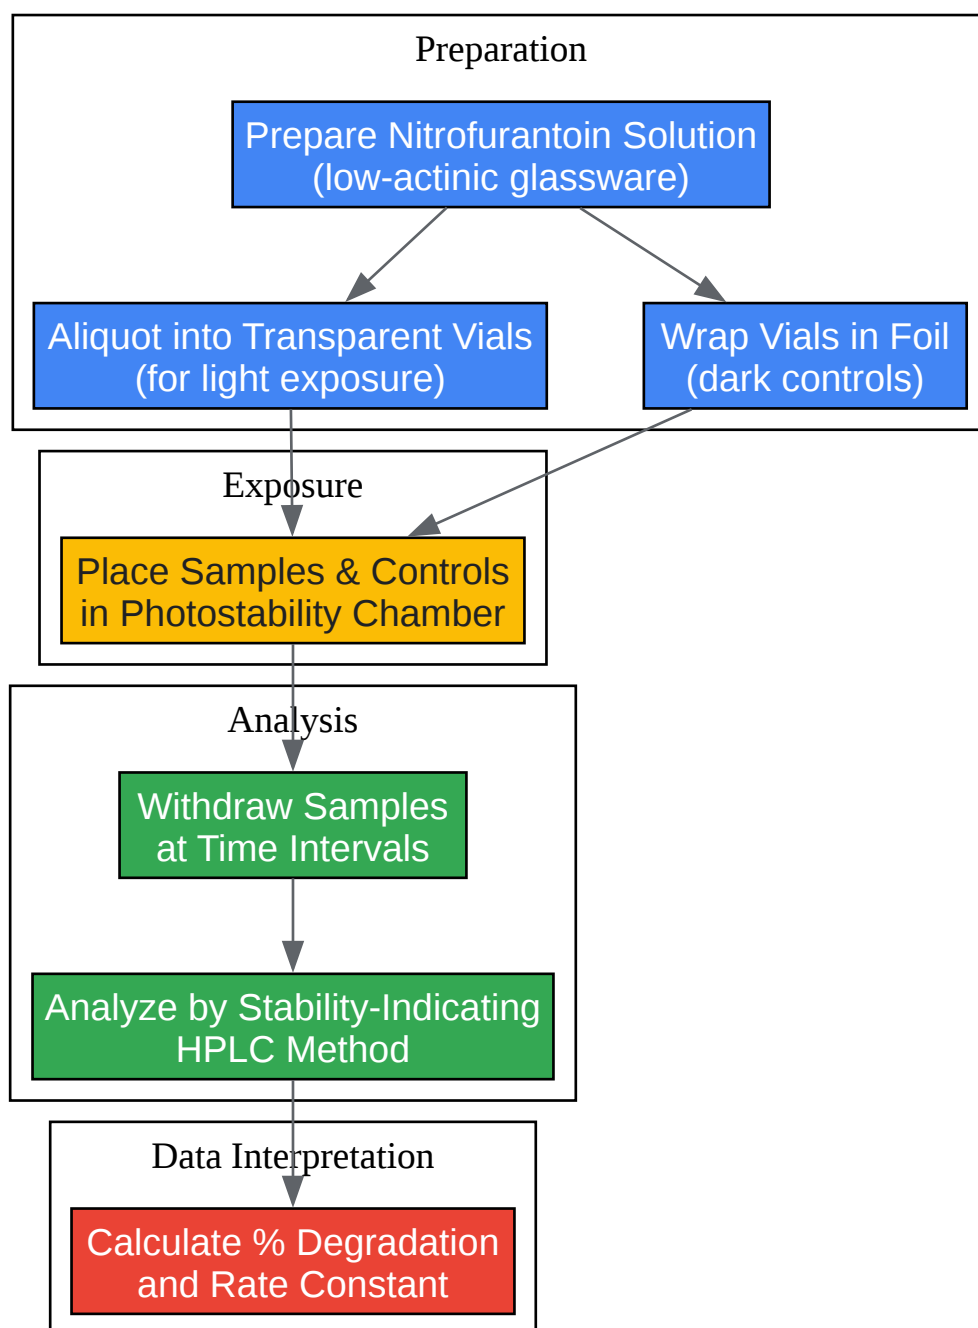 Preparation
Prepare Nitrofurantoin Solution
(low-actinic glassware)
Aliquot into Transparent Vials
(for light exposure)
Wrap Vials in Foil
(dark controls)
Exposure
Place Samples & Controls
in Photostability Chamber
Analysis
Withdraw Samples
at Time Intervals
Analyze by Stability-Indicating
HPLC Method
Data Interpretation
Calculate % Degradation
and Rate Constant